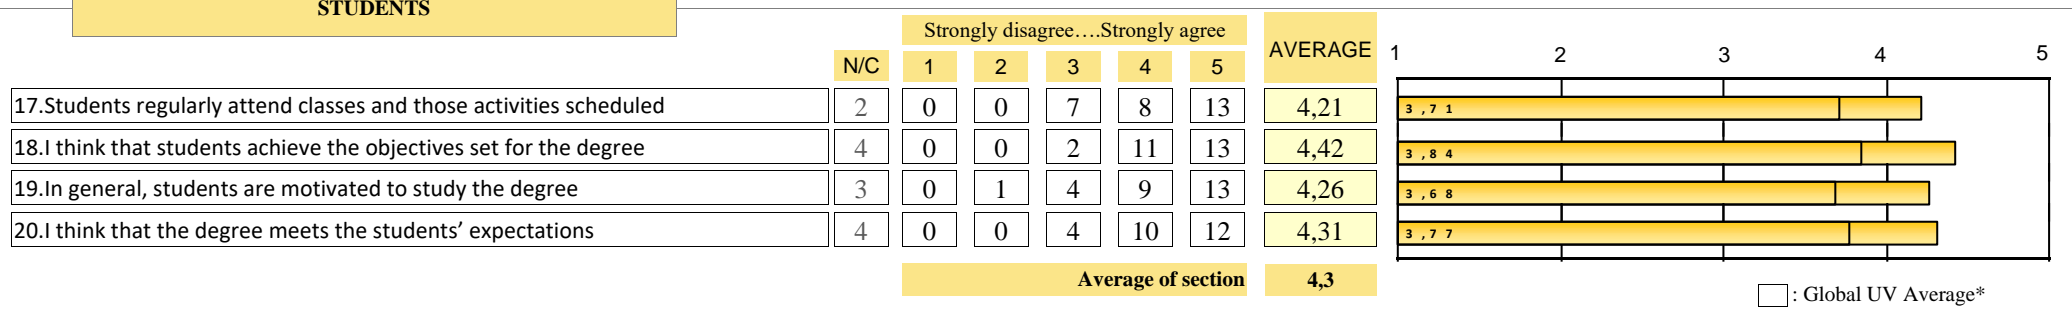 STUDENTS
Strongly disagree….Strongly agree
AVERAGE
N/C 1 2 3 4 5
1 2 3 4 5
17.Students regularly attend classes and those activities scheduled 2 0 0 7 8 13 4,21 3,71
18.I think that students achieve the objectives set for the degree 4 0 0 2 11 13 4,42 3,84
19.In general, students are motivated to study the degree 3 0 1 4 9 13 4,26 3,68
20.I think that the degree meets the students’ expectations 4 0 0 4 10 12 4,31 3,77
Average of section 4,3
: Global UV Average*